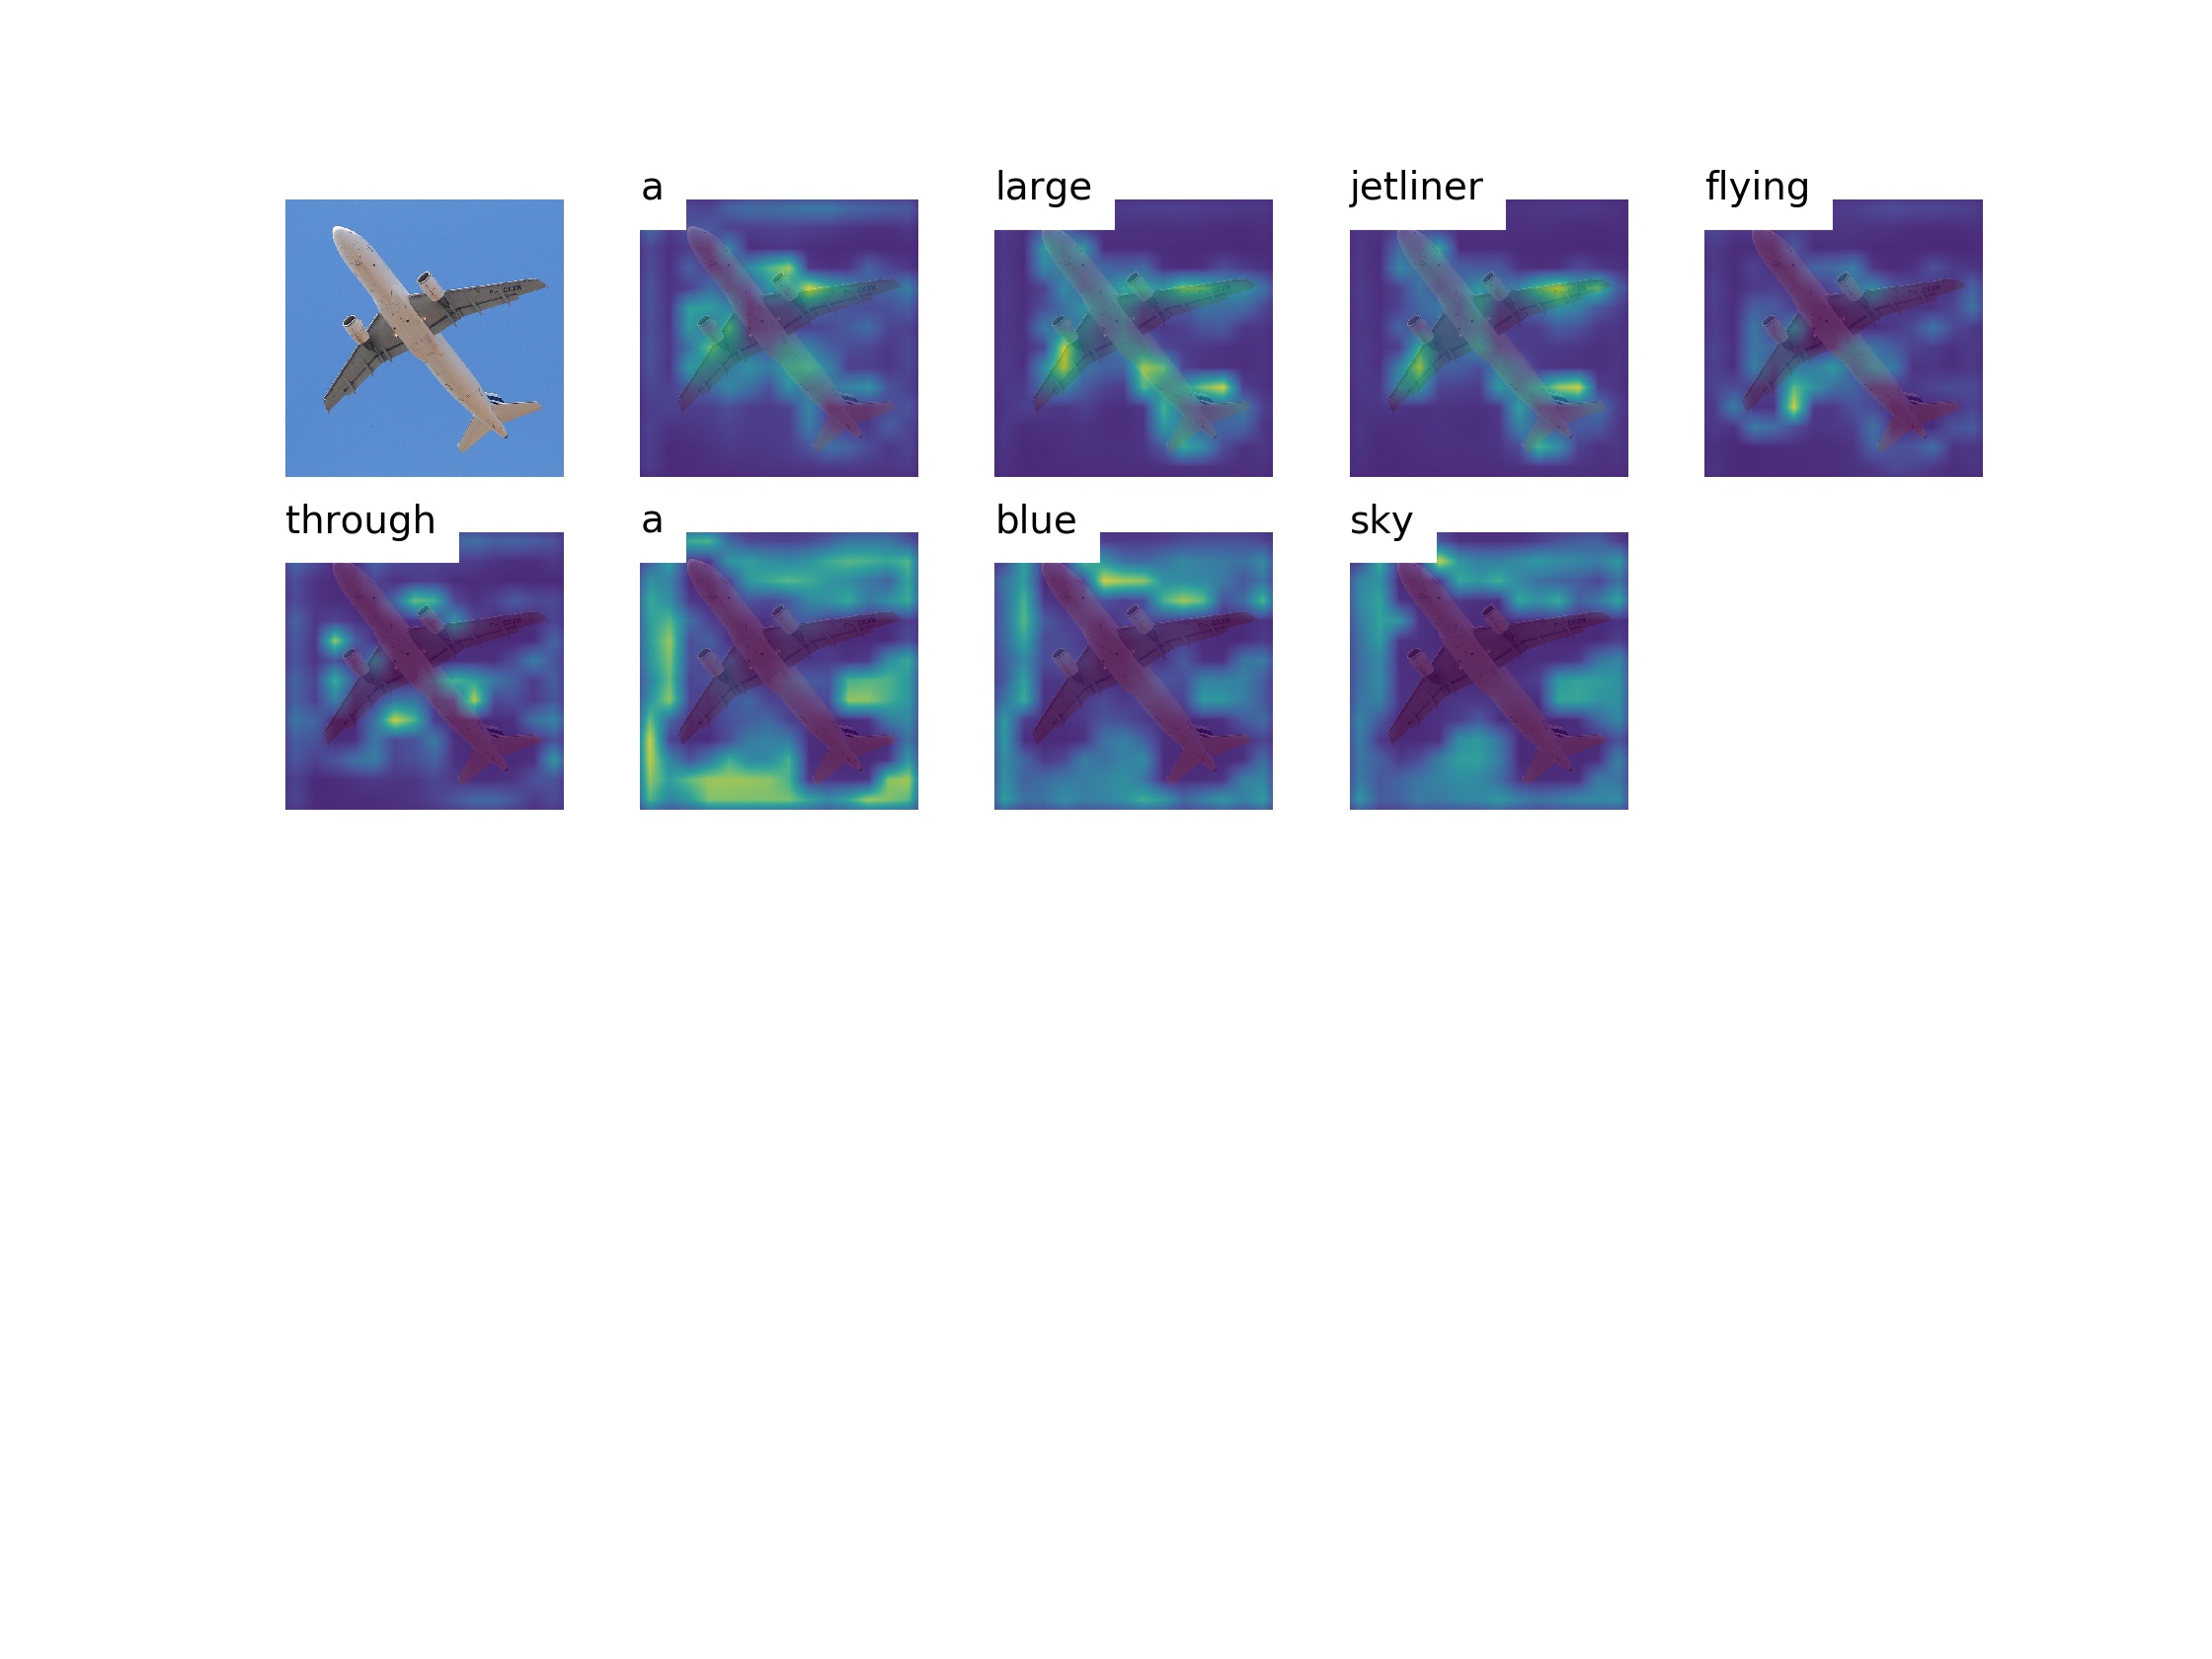 a
large
jetliner
flying
through
a
blue
sky